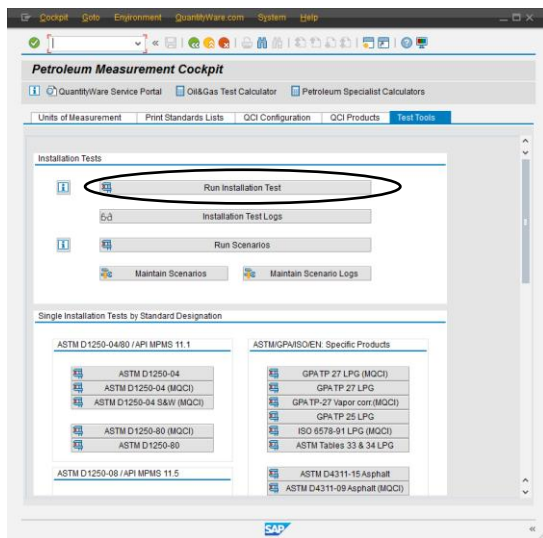 Cockpit Goto Environment QuantityWare.com System Help
Petroleum Measurement Cockpit
QuantityWare Service Portal Oil&Gas Test Calculator Petroleum Specialist Calculators
Units of Measurement Print Standards Lists QCI Configuration QCI Products Test Tools
Installation Tests
Run Installation Test
Installation Test Logs
Run Scenarios
Maintain Scenarios Maintain Scenario Logs
Single Installation Tests by Standard Designation
ASTM D1250-04/80 / API MPMS 11.1 ASTM/GPA/ISO/EN: Specific Products
ASTM D1250-04 GPA TP 27 LPG (MQCI)
ASTM D1250-04 (MQCI) GPA TP 27 LPG
ASTM D1250-04 S&W (MQCI) GPA TP-27 Vapor corr.(MQCI)
GPA TP 25 LPG
ASTM D1250-80 (MQCI) ISO 6578-91 LPG (MQCI)
ASTM D1250-80 ASTM Tables 33 & 34 LPG
ASTM D1250-08 / API MPMS 11.5 ASTM D4311-15 Asphalt
ASTM D4311-09 Asphalt (MQCI)
SAP